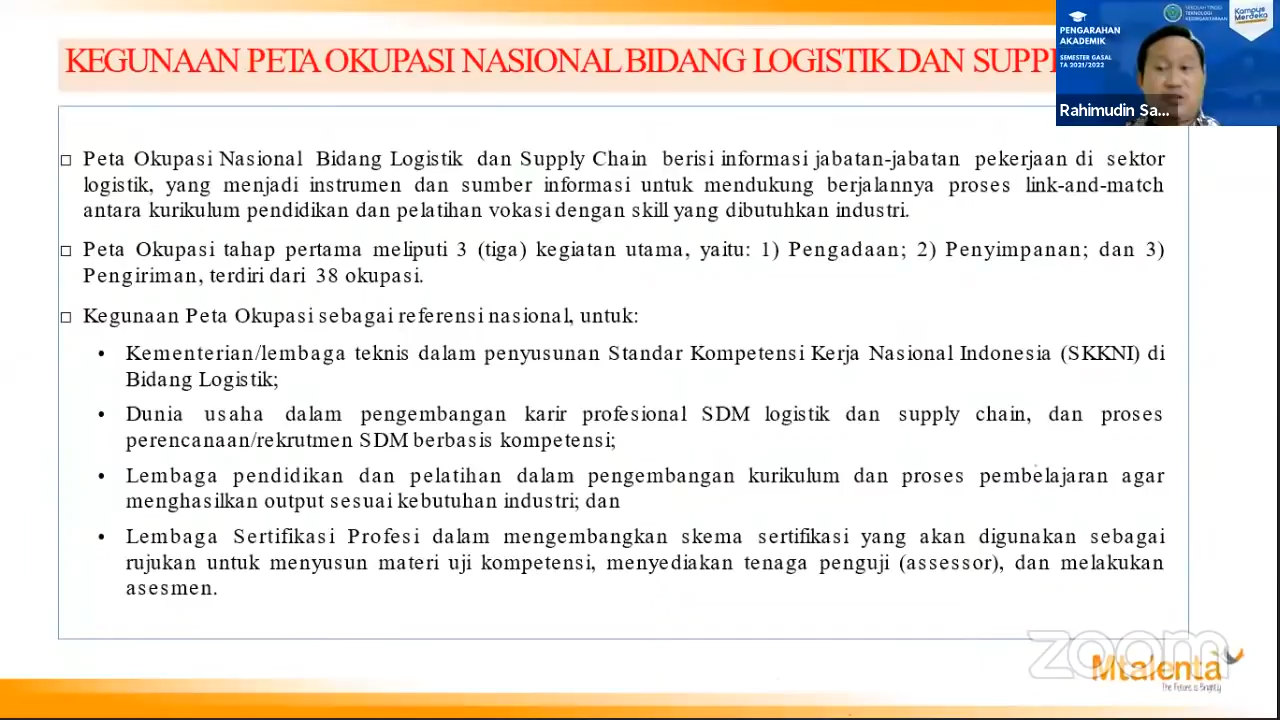 KEGUNAAN PETA OKUPASI NASIONAL BIDANG LOGISTIK DAN SUPP
PENGARAHAN
AKADEMIK
SEMESTER GASAL
TA 2021/2022
SEKOLAH TINGGI
TEKNOLOGI
KEDIRGANTARAAN
Kampus
Merdeka
Rahimudin Sa...
□ Peta Okupasi Nasional Bidang Logistik dan Supply Chain berisi informasi jabatan-jabatan pekerjaan di sektor
logistik, yang menjadi instrumen dan sumber informasi untuk mendukung berjalannya proses link-and-match
antara kurikulum pendidikan dan pelatihan vokasi dengan skill yang dibutuhkan industri.
□ Peta Okupasi tahap pertama meliputi 3 (tiga) kegiatan utama, yaitu: 1) Pengadaan; 2) Penyimpanan; dan 3)
Pengiriman, terdiri dari 38 okupasi.
□ Kegunaan Peta Okupasi sebagai referensi nasional, untuk:
• Kementerian/lembaga teknis dalam penyusunan Standar Kompetensi Kerja Nasional Indonesia (SKKNI) di
Bidang Logistik;
• Dunia usaha dalam pengembangan karir profesional SDM logistik dan supply chain, dan proses
perencanaan/rekrutmen SDM berbasis kompetensi;
• Lembaga pendidikan dan pelatihan dalam pengembangan kurikulum dan proses pembelajaran agar
menghasilkan output sesuai kebutuhan industri; dan
• Lembaga Sertifikasi Profesi dalam mengembangkan skema sertifikasi yang akan digunakan sebagai
rujukan untuk menyusun materi uji kompetensi, menyediakan tenaga penguji (assessor), dan melakukan
asesmen.
zoom
Mtalenta
The Future is Brightly